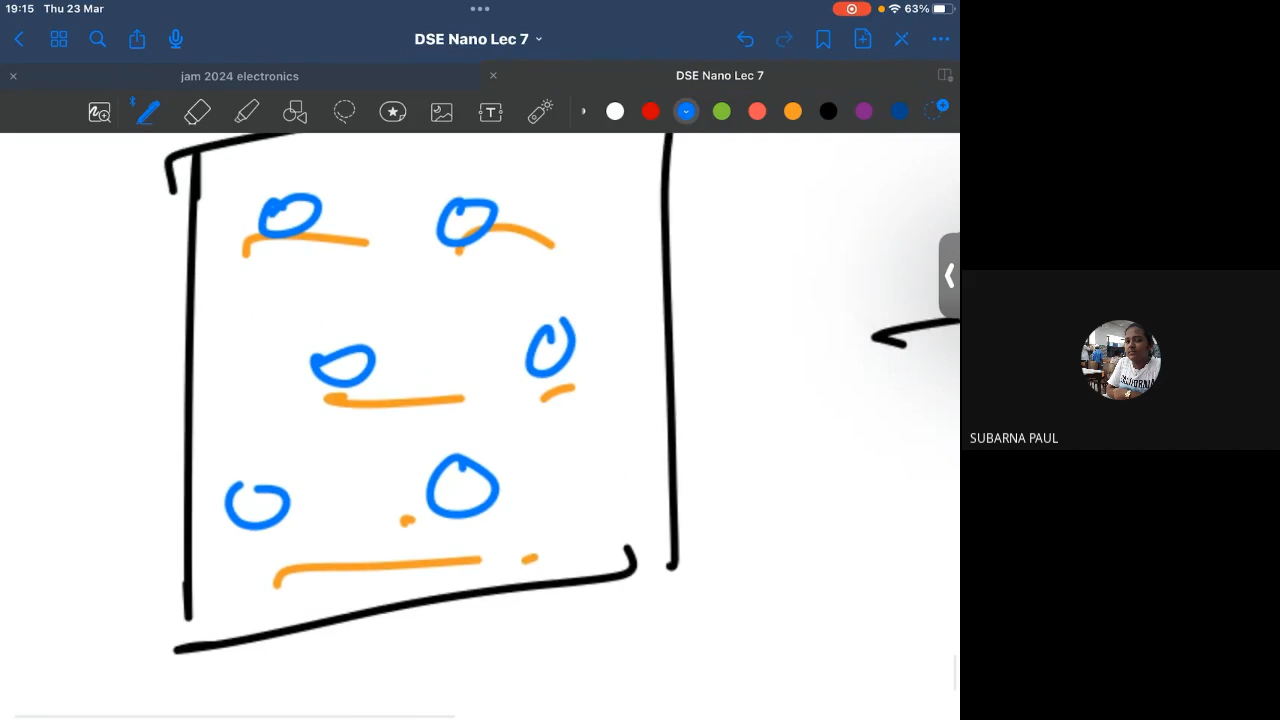 19:15 Thu 23 Mar
63%
DSE Nano Lec 7
jam 2024 electronics
DSE Nano Lec 7
T
SUBARNA PAUL